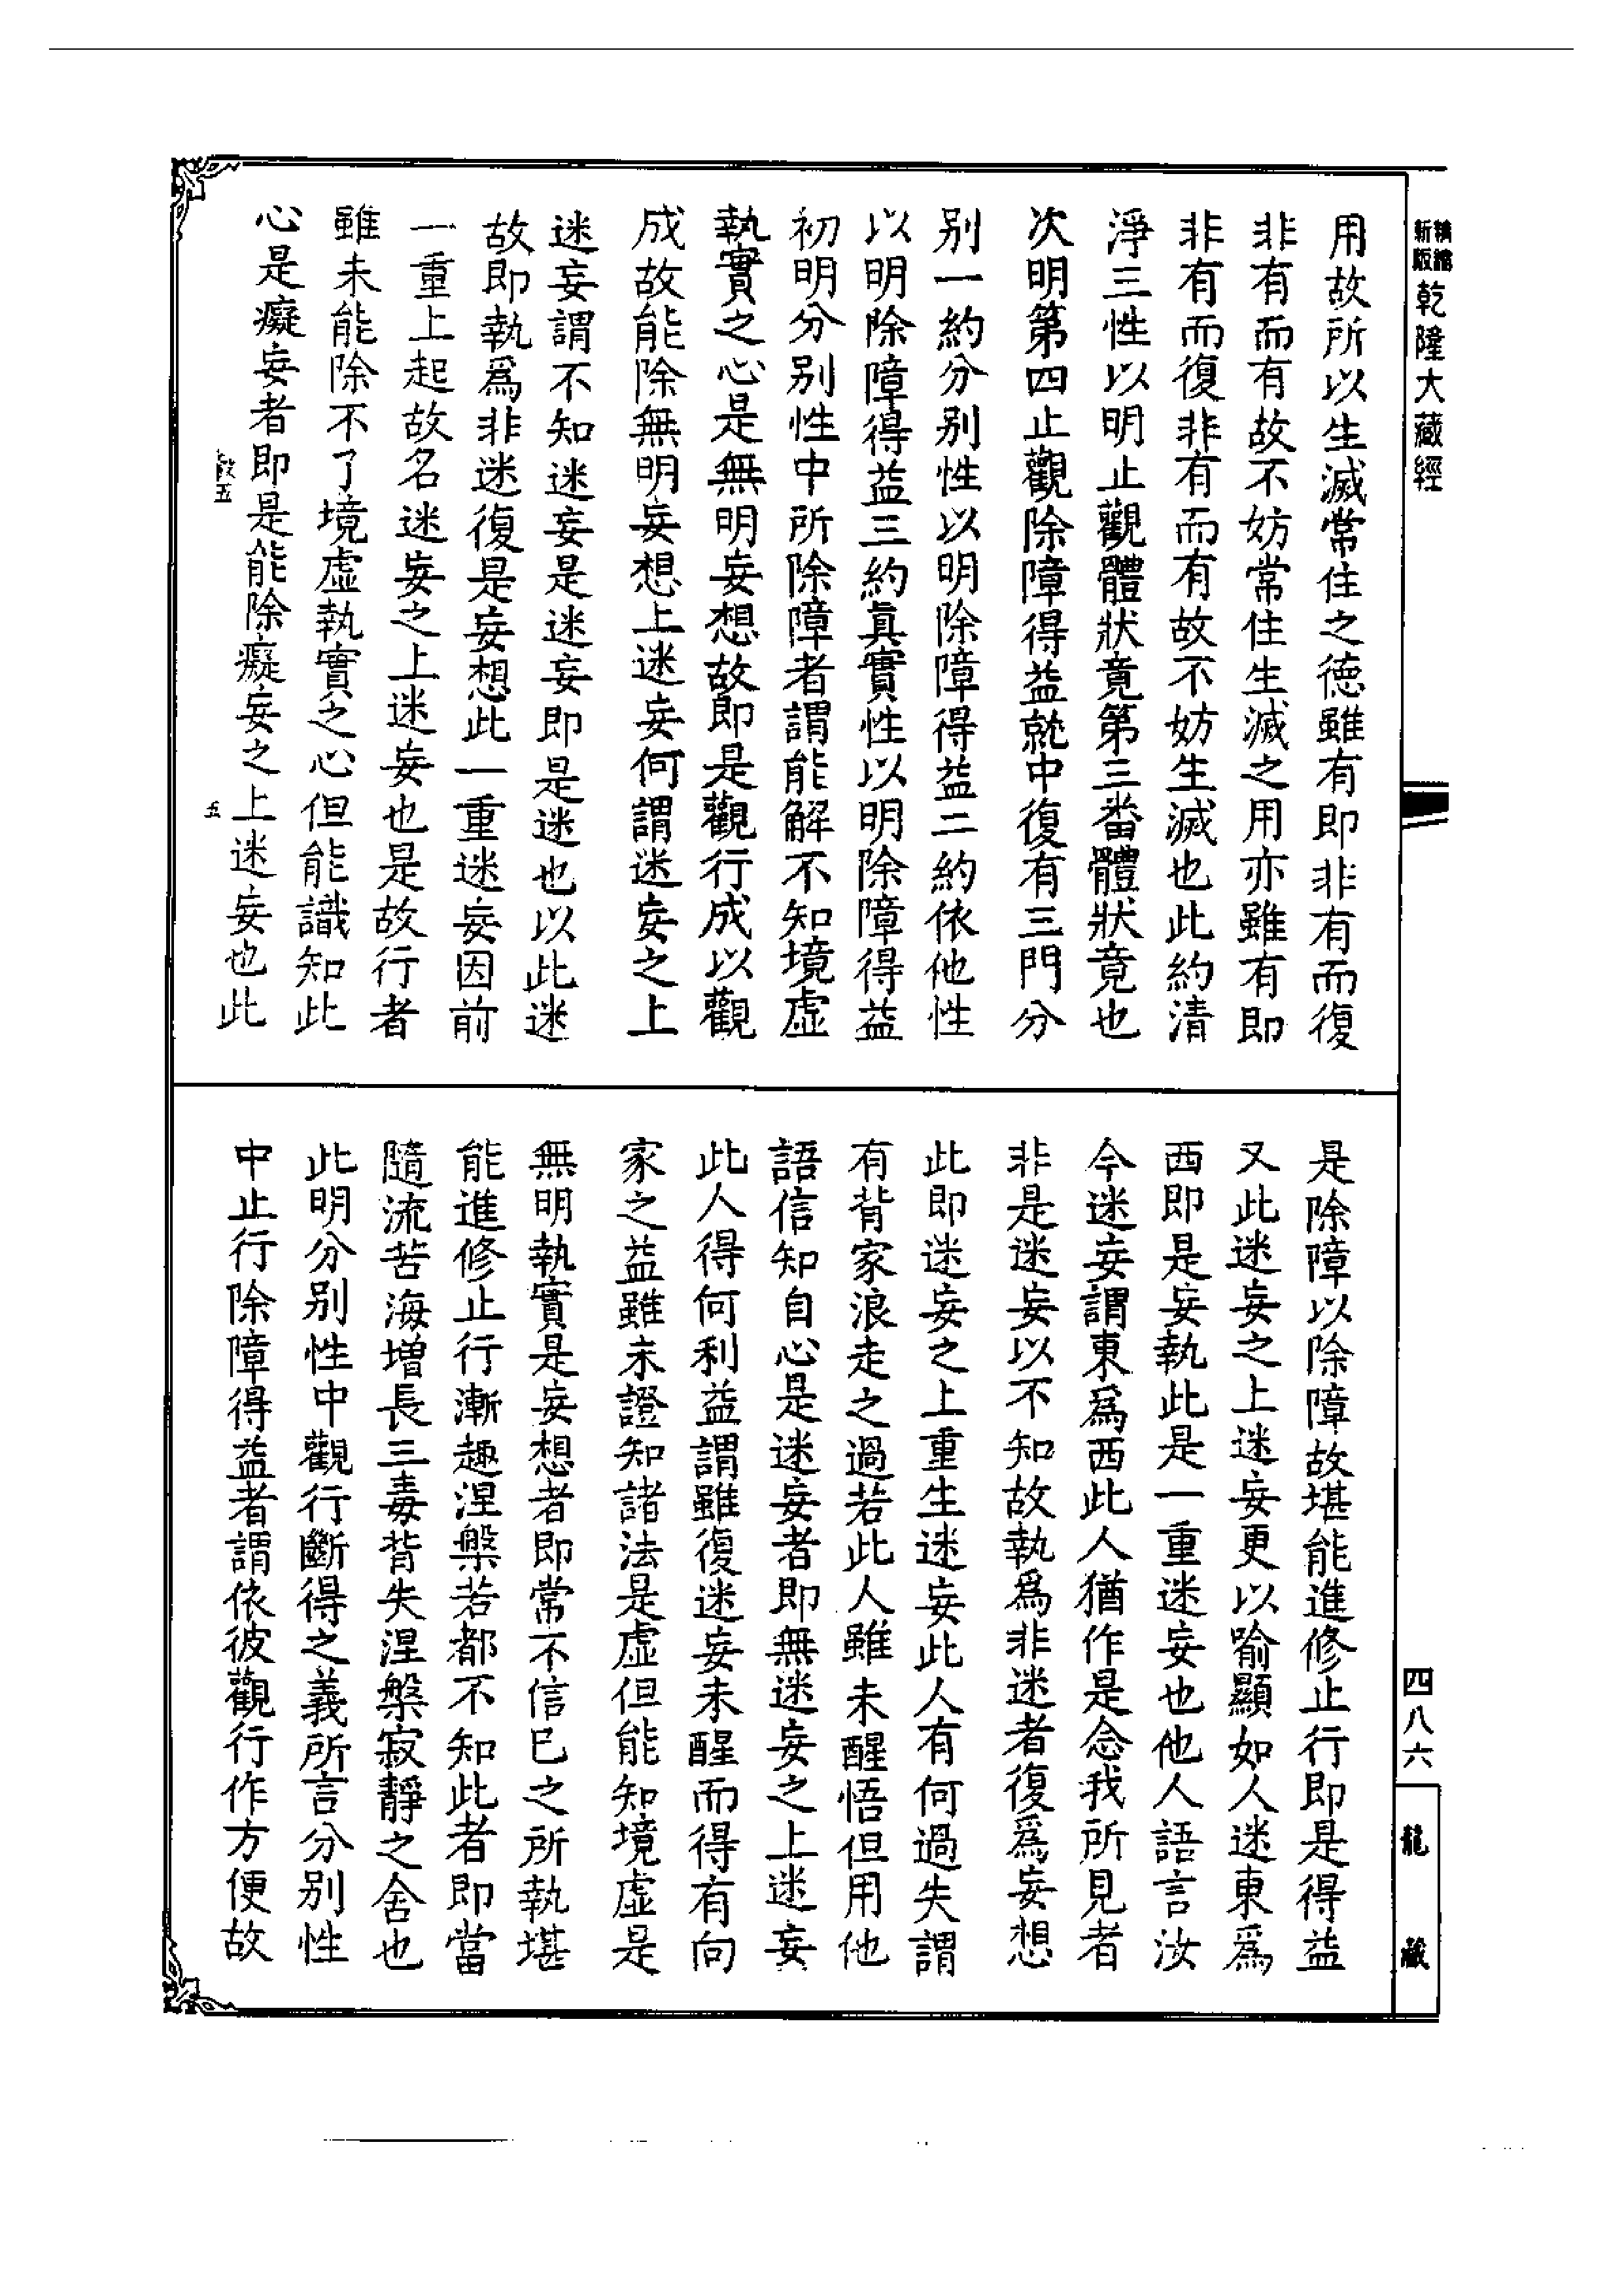 新版
乾隆大藏經
用故所以生滅常住之德雖有即非有而復
非有而有故不妨常住生滅之用亦雖有即
非有而復非有而有故不妨生滅也此約清
淨三性以明止觀體狀竟第三番體狀竟也
次明第四止觀除障得益就中復有三門分
别一約分别性以明除障得益二約依他性
以明除障得益三約眞實性以明除障得益
初明分别性中所除障者謂能解不知境虛
執實之心是無明妄想故即是觀行成以觀
成故能除無明妄想上迷妄何謂迷妄之上
迷妄謂不知迷妄是迷妄即是迷也以此迷
故即執爲非迷復是妄想此一重迷妄因前
一重上起故名迷妄之上迷妄也是故行者
雖未能除不了境虛執實之心但能識知此
心是癡妄者即是能除癡妄之上迷妄也此
五
是除障以除障故堪能進修止行即是得益
又此迷妄之上迷妄更以喻顯如人迷東爲
西即是妄執此是一重迷妄也他人語言汝
今迷妄謂東爲西此人猶作是念我所見者
非是迷妄以不知故執爲非迷者復爲妄想
此即迷妄之上重生迷妄此人有何過失謂
有背家浪走之過若此人雖未醒悟但用他
語信知自心是迷妄者即無迷妄之上迷妄
此人得何利益謂雖復迷妄未醒而得有向
家之益雖未證知諸法是虛但能知境虛是
無明執實是妄想者即常不信已之所執堪
能進修止行漸趣涅槃若都不知此者即當
隨流苦海增長三毒背失涅槃寂靜之舍也
此明分别性中觀行斷得之義所言分别性
中止行除障得益者謂依彼觀行作方便故
四八六
龍藏